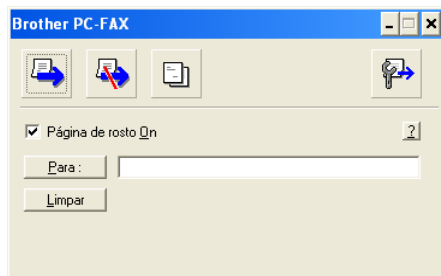 Brother PC-FAX
Página de rosto On
?
Para :
Limpar